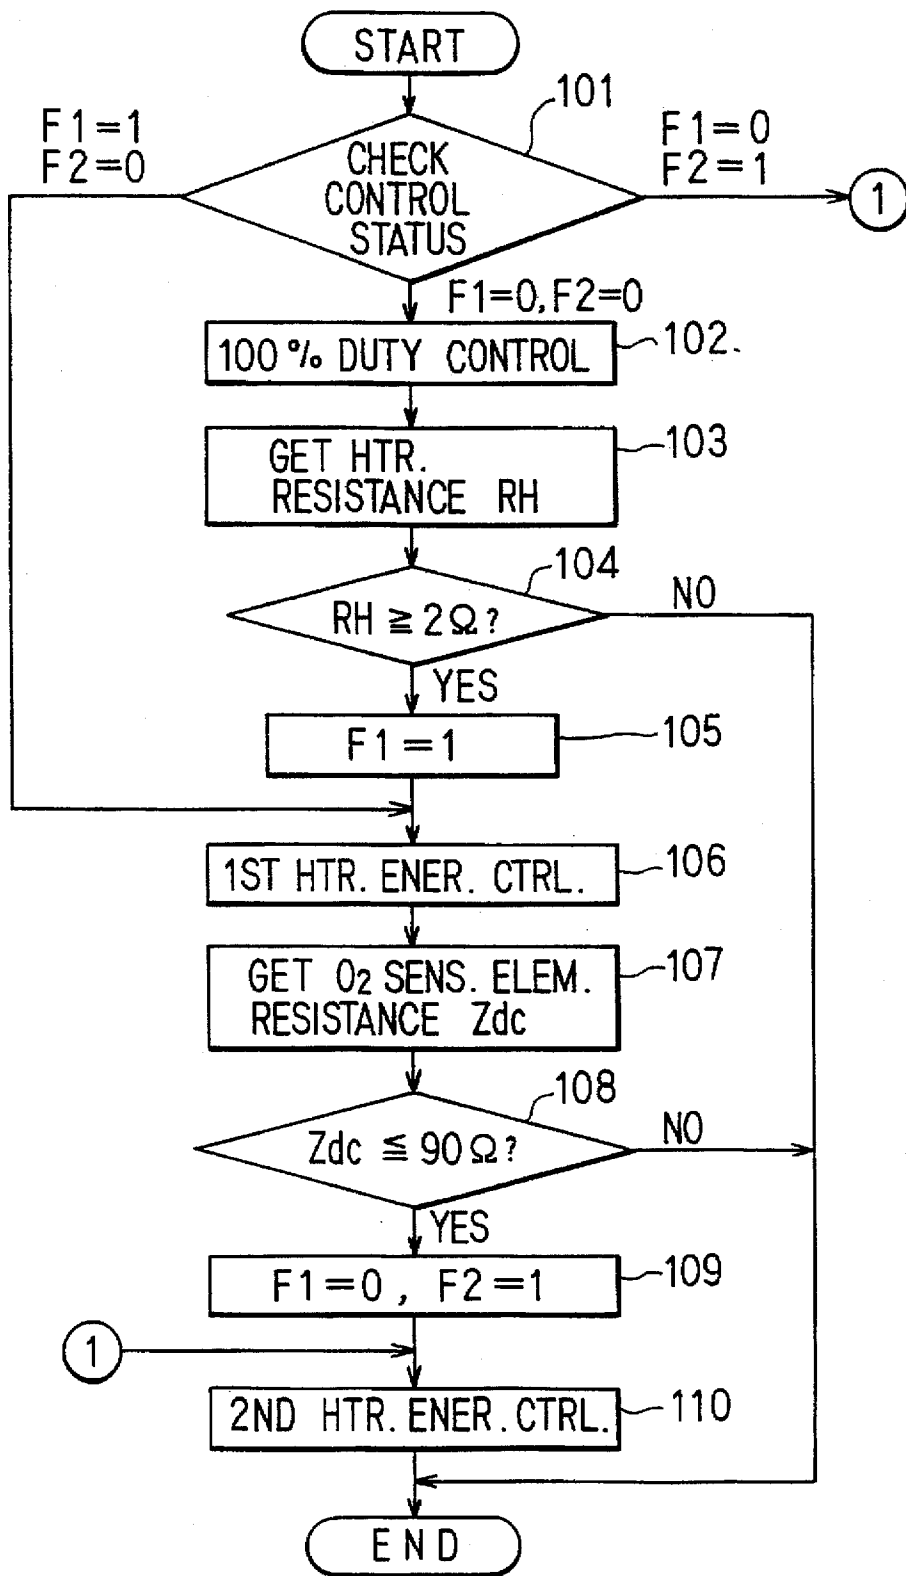 START
101
F1=1
F2=0
F1=0
F2=1
CHECK
CONTROL
STATUS
1
F1=0, F2=0
100% DUTY CONTROL
102
GET HTR.
RESISTANCE RH
103
104
RH ≧ 2Ω?
NO
YES
F1=1
105
1ST HTR. ENER. CTRL.
106
GET O2 SENS. ELEM.
RESISTANCE Zdc
107
108
Zdc ≦ 90Ω?
NO
YES
F1=0, F2=1
109
1
2ND HTR. ENER. CTRL.
110
END